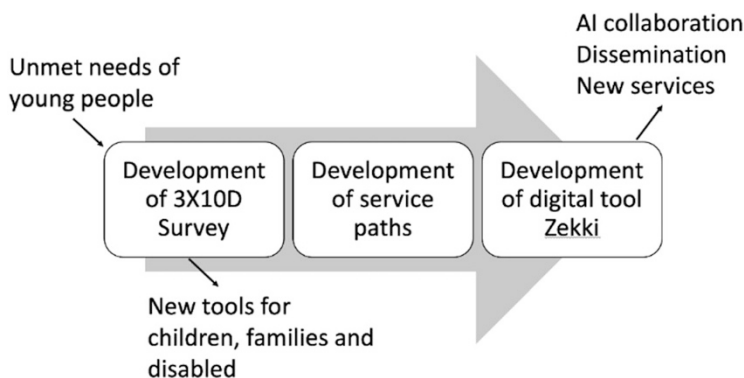 AI collaboration
Dissemination
New services
Unmet needs of
young people
Development
of 3X10D
Survey
Development
of service
paths
Development
of digital tool
Zekki
New tools for
children, families and
disabled